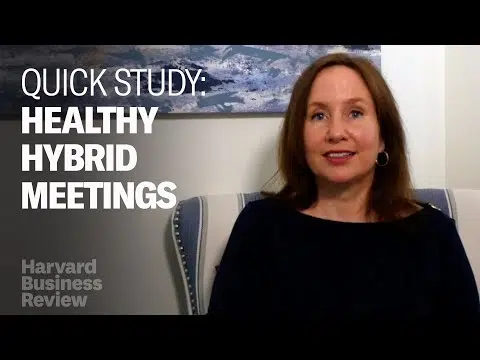 QUICK STUDY:
HEALTHY
HYBRID
MEETINGS
Harvard
Business
Review